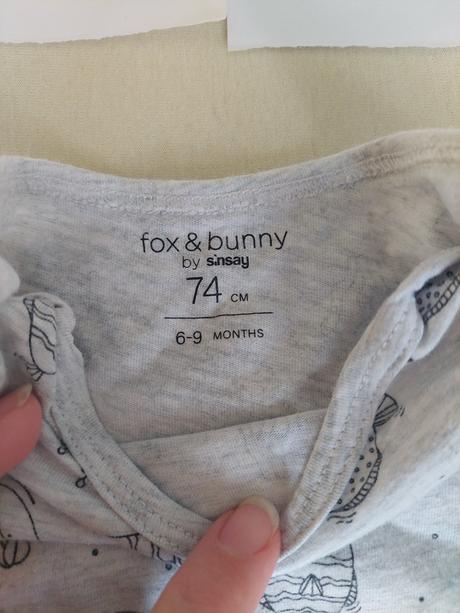 fox & bunny
by sinsay
74 CM
6-9 MONTHS